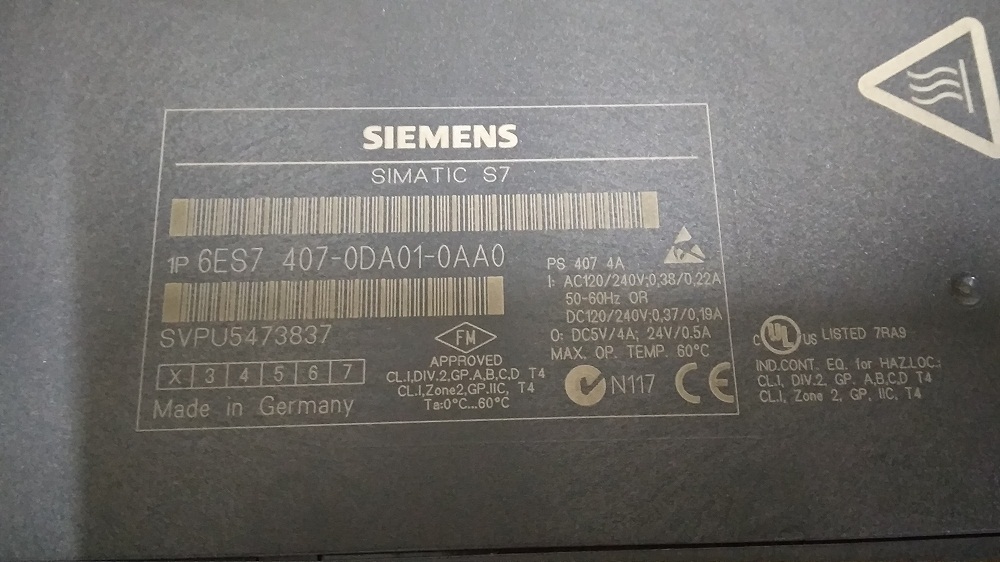 SIEMENS
SIMATIC S7
1P 6ES7 407-0DA01-0AA0
SVPU5473837
X 3 4 5 6 7
Made in Germany
FM
APPROVED
CL.I,DIV.2,GP.A,B,C,D T4
CL.I,Zone2,GP.IIC, T4
Ta:0°C...60°C
PS 407 4A
I: AC120/240V;0,38/0,22A
50-60Hz OR
DC120/240V;0,37/0,19A
O: DC5V/4A; 24V/0.5A
MAX. OP. TEMP. 60°C
N117
CE
C UL US LISTED 7RA9
IND.CONT. EQ. for HAZ.LOC.:
CL.I, DIV.2, GP. A,B,C,D T4
CL.I, Zone 2, GP, IIC, T4